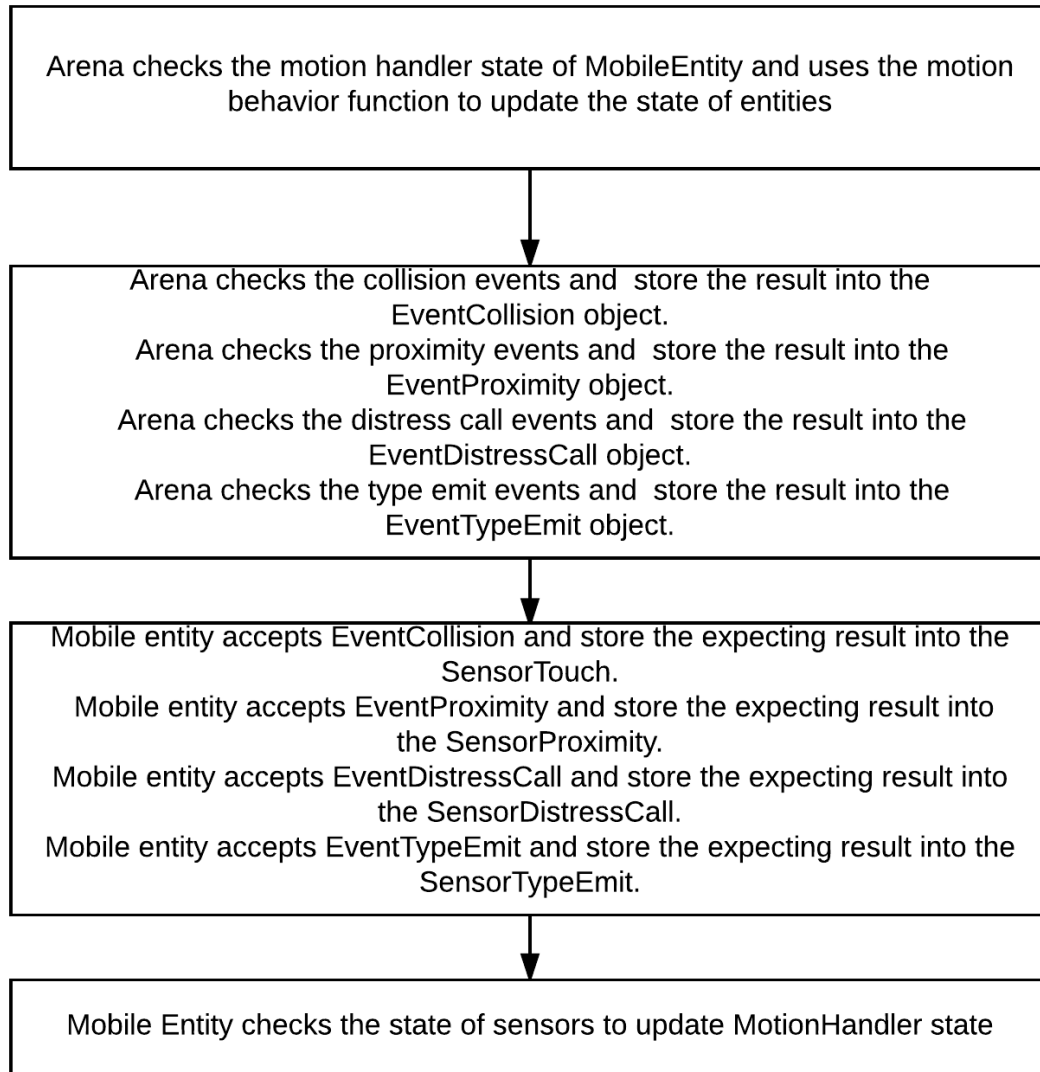 Arena checks the motion handler state of MobileEntity and uses the motion
behavior function to update the state of entities
Arena checks the collision events and  store the result into the
EventCollision object.
Arena checks the proximity events and  store the result into the
EventProximity object.
Arena checks the distress call events and  store the result into the
EventDistressCall object.
Arena checks the type emit events and  store the result into the
EventTypeEmit object.
Mobile entity accepts EventCollision and store the expecting result into the
SensorTouch.
Mobile entity accepts EventProximity and store the expecting result into
the SensorProximity.
Mobile entity accepts EventDistressCall and store the expecting result into
the SensorDistressCall.
Mobile entity accepts EventTypeEmit and store the expecting result into the
SensorTypeEmit.
Mobile Entity checks the state of sensors to update MotionHandler state